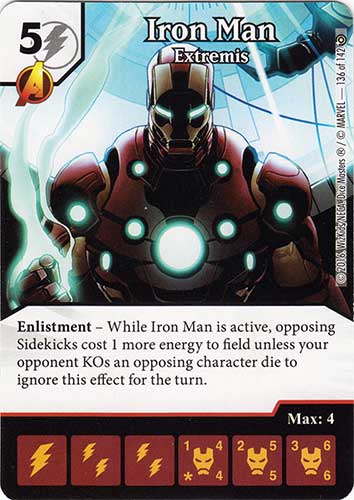 5
Iron Man
Extremis
136 of 142
© 2016 WizKids/NECA Dice Masters ® / © MARVEL —
Enlistment – While Iron Man is active, opposing
Sidekicks cost 1 more energy to field unless your
opponent KOs an opposing character die to
ignore this effect for the turn.
Max: 4
1 4 * 4
2 5 5
3 6 6